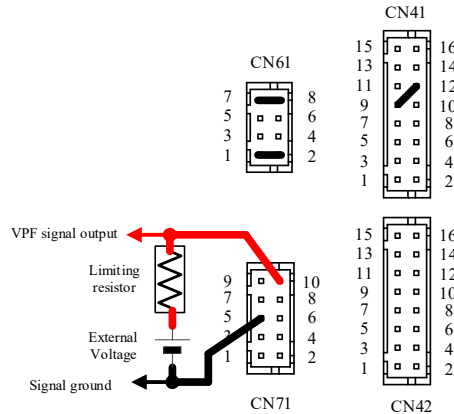 CN41
CN61
15 16
13 14
11 12
9 10
7 8
5 6
3 4
1 2
7 8
5 6
3 4
1 2
VPF signal output
Limiting
resistor
External
Voltage
Signal ground
9 10
7 8
5 6
3 4
1 2
CN71
15 16
13 14
11 12
9 10
7 8
5 6
3 4
1 2
CN42